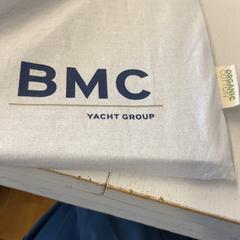 BMC
YACHT GROUP
ORGANIC
COTTON